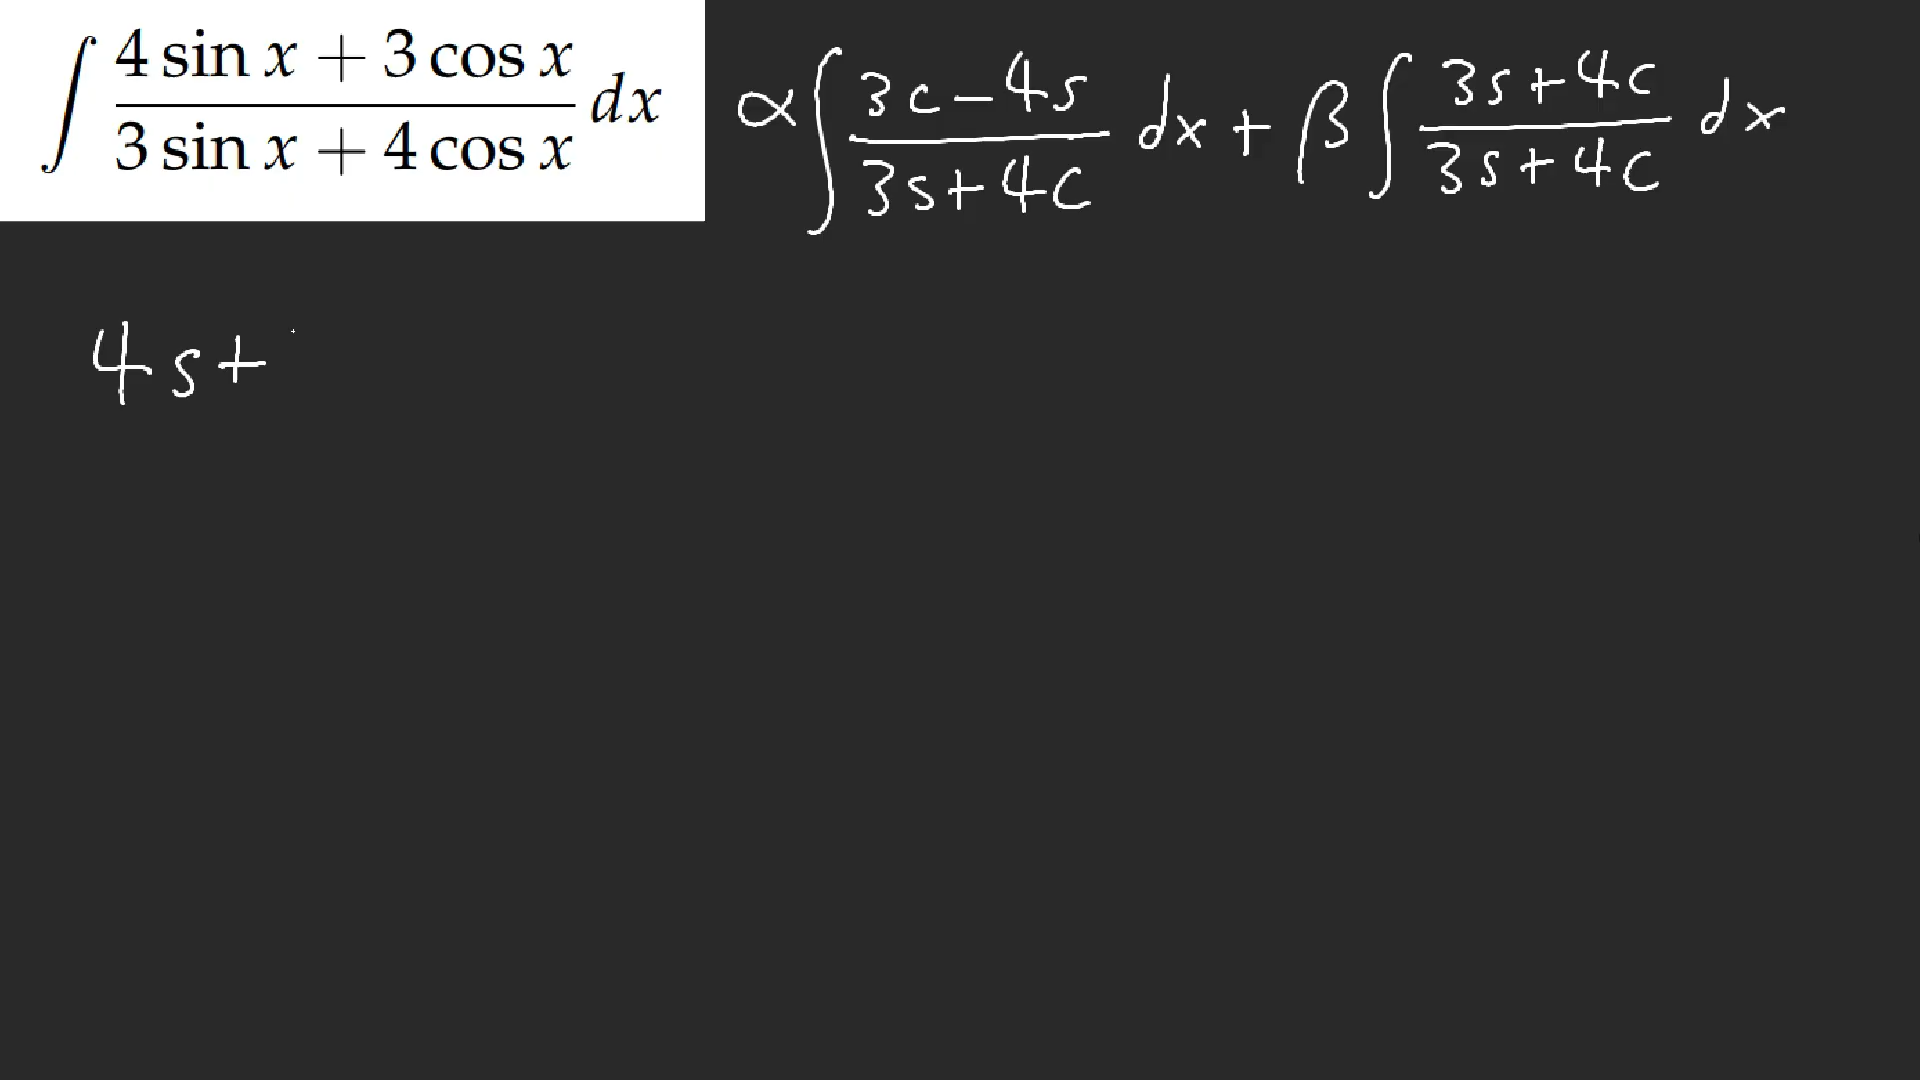 ∫ (4 sin x + 3 cos x)/(3 sin x + 4 cos x) dx α∫ (3c − 4s)/(3s + 4c) dx + β∫ (3s + 4c)/(3s + 4c) dx
4s +